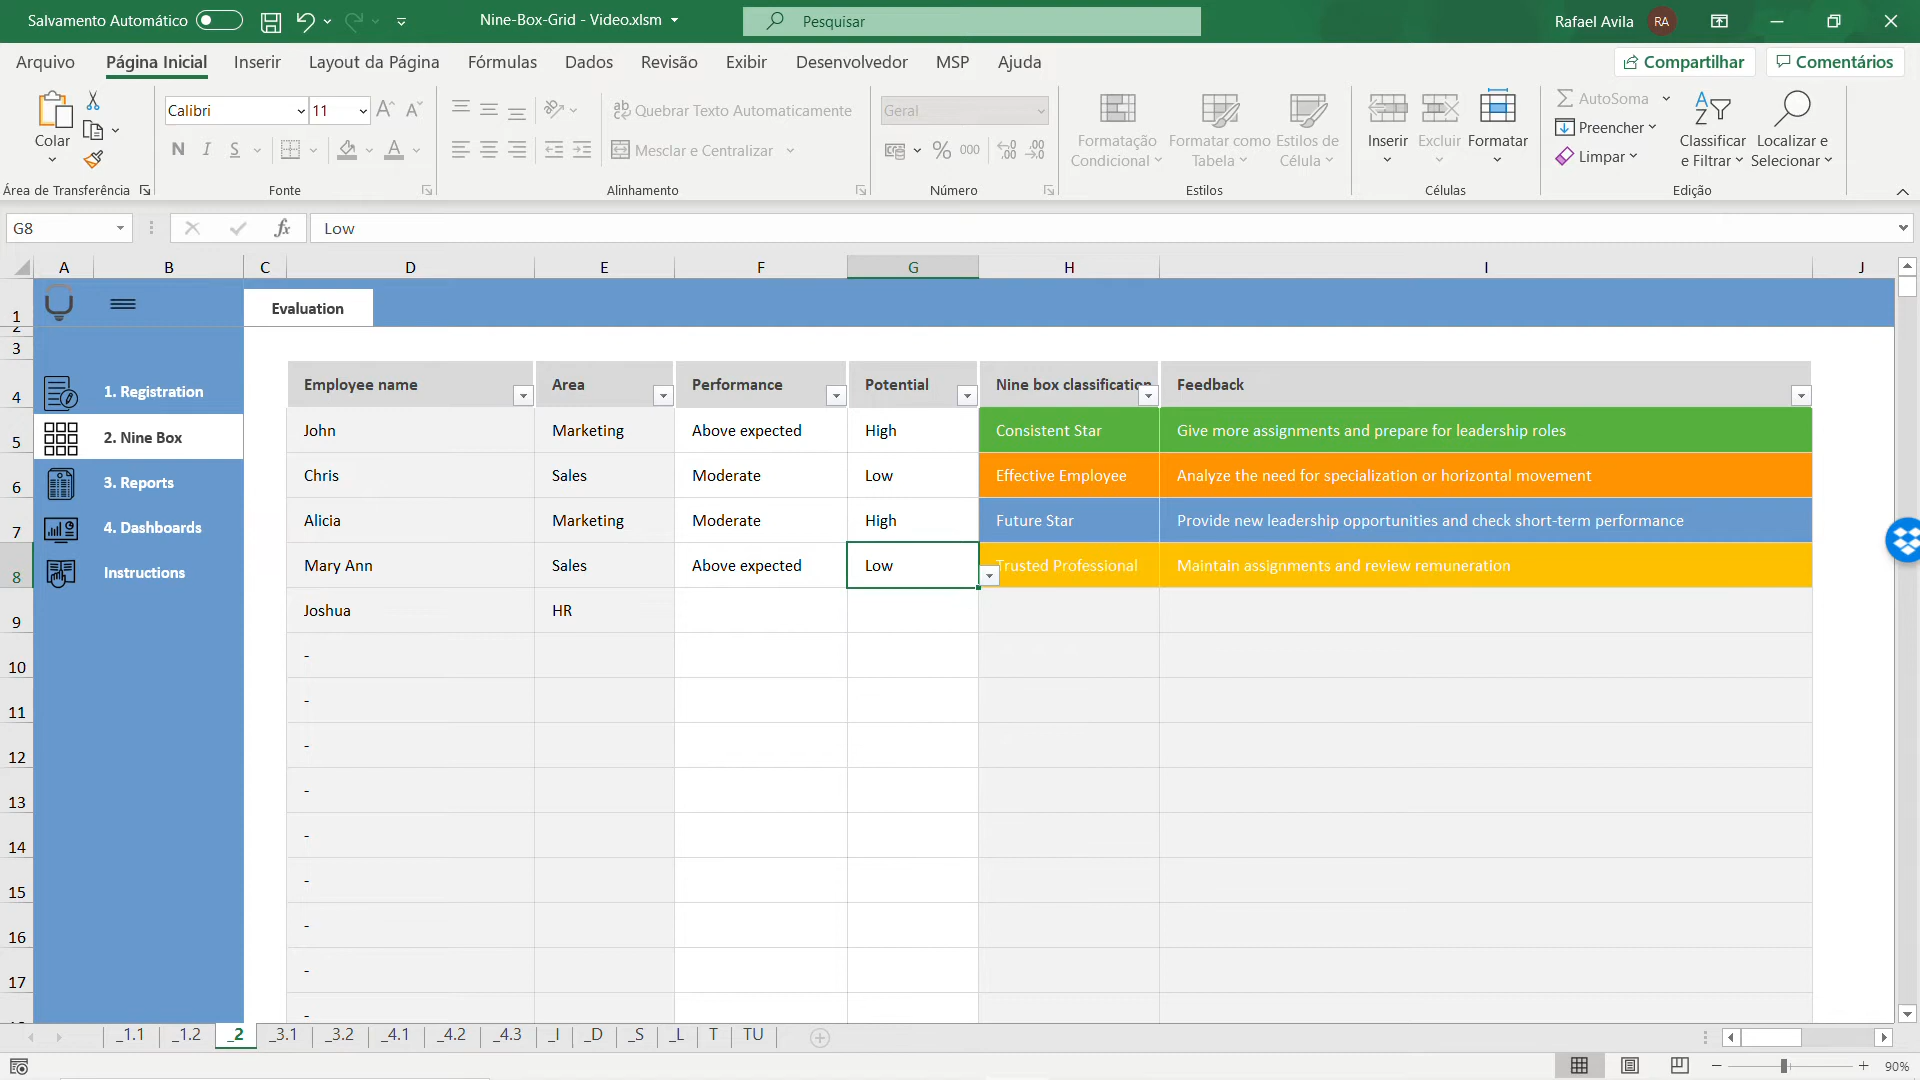 Salvamento Automático
Nine-Box-Grid - Video.xlsm
Pesquisar
Rafael Avila
RA
Arquivo
Página Inicial
Inserir
Layout da Página
Fórmulas
Dados
Revisão
Exibir
Desenvolvedor
MSP
Ajuda
Compartilhar
Comentários
Colar
Área de Transferência
Calibri
11
N I S
Fonte
Quebrar Texto Automaticamente
Mesclar e Centralizar
Alinhamento
Geral
% 000
Número
Formatação Condicional
Formatar como Tabela
Estilos de Célula
Estilos
Inserir
Excluir
Formatar
Células
AutoSoma
Preencher
Limpar
Classificar e Filtrar
Localizar e Selecionar
Edição
G8
fx
Low
A B C D E F G H I J
1
2
3
4
5
6
7
8
9
10
11
12
13
14
15
16
17
Evaluation
1. Registration
2. Nine Box
3. Reports
4. Dashboards
Instructions
Employee name Area Performance Potential Nine box classification Feedback
John Marketing Above expected High Consistent Star Give more assignments and prepare for leadership roles
Chris Sales Moderate Low Effective Employee Analyze the need for specialization or horizontal movement
Alicia Marketing Moderate High Future Star Provide new leadership opportunities and check short-term performance
Mary Ann Sales Above expected Low Trusted Professional Maintain assignments and review remuneration
Joshua HR
-
-
-
-
-
-
-
-
-
_1.1 _1.2 _2 _3.1 _3.2 _4.1 _4.2 _4.3 _I _D _S _L T TU
90%